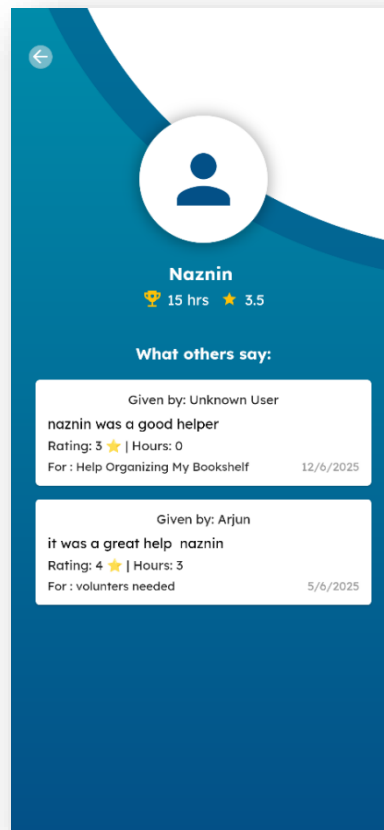 Naznin
🏆 15 hrs ⭐ 3.5
What others say:
Given by: Unknown User
naznin was a good helper
Rating: 3 ⭐ | Hours: 0
For : Help Organizing My Bookshelf 12/6/2025
Given by: Arjun
it was a great help  naznin
Rating: 4 ⭐ | Hours: 3
For : volunters needed 5/6/2025